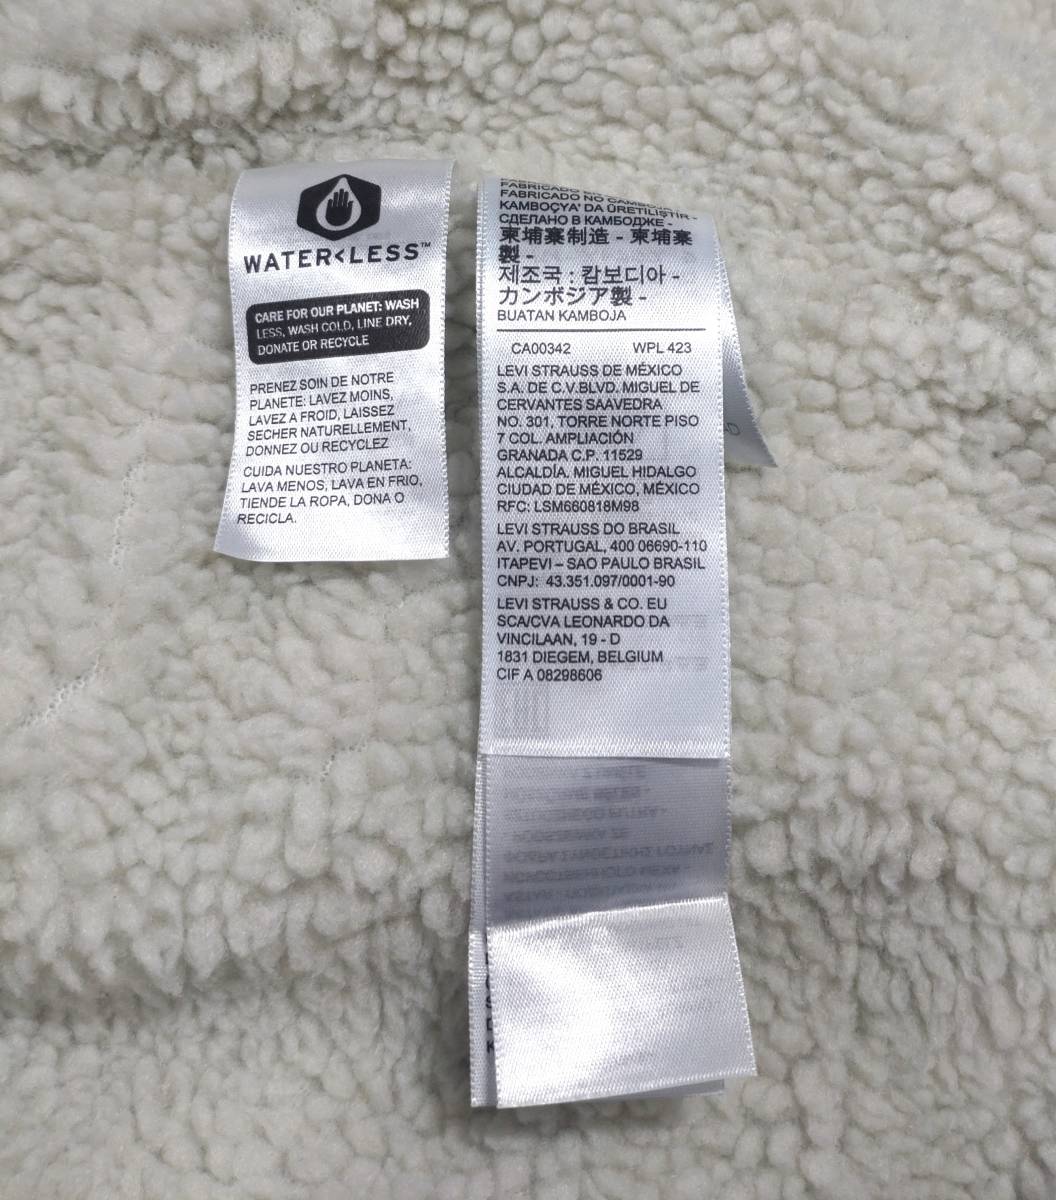 WATER<LESS™
CARE FOR OUR PLANET: WASH
LESS, WASH COLD, LINE DRY,
DONATE OR RECYCLE
PRENEZ SOIN DE NOTRE
PLANETE: LAVEZ MOINS,
LAVEZ A FROID, LAISSEZ
SECHER NATURELLEMENT,
DONNEZ OU RECYCLEZ
CUIDA NUESTRO PLANETA:
LAVA MENOS, LAVA EN FRIO,
TIENDE LA ROPA, DONA O
RECICLA.
FABRICADO
FABRICADO NO CAMBOJA -
KAMBOÇYA' DA ÜRETILIŞTIR -
СДЕЛАНО В КАМБОДЖЕ -
柬埔寨制造 - 柬埔寨
製 -
제조국 : 캄보디아 -
カンボジア製 -
BUATAN KAMBOJA
CA00342 WPL 423
LEVI STRAUSS DE MÉXICO
S.A. DE C.V.BLVD. MIGUEL DE
CERVANTES SAAVEDRA
NO. 301, TORRE NORTE PISO
7 COL. AMPLIACIÓN
GRANADA C.P. 11529
ALCALDÍA. MIGUEL HIDALGO
CIUDAD DE MÉXICO, MÉXICO
RFC: LSM660818M98
LEVI STRAUSS DO BRASIL
AV. PORTUGAL, 400 06690-110
ITAPEVI – SAO PAULO BRASIL
CNPJ: 43.351.097/0001-90
LEVI STRAUSS & CO. EU
SCA/CVA LEONARDO DA
VINCILAAN, 19 - D
1831 DIEGEM, BELGIUM
CIF A 08298606